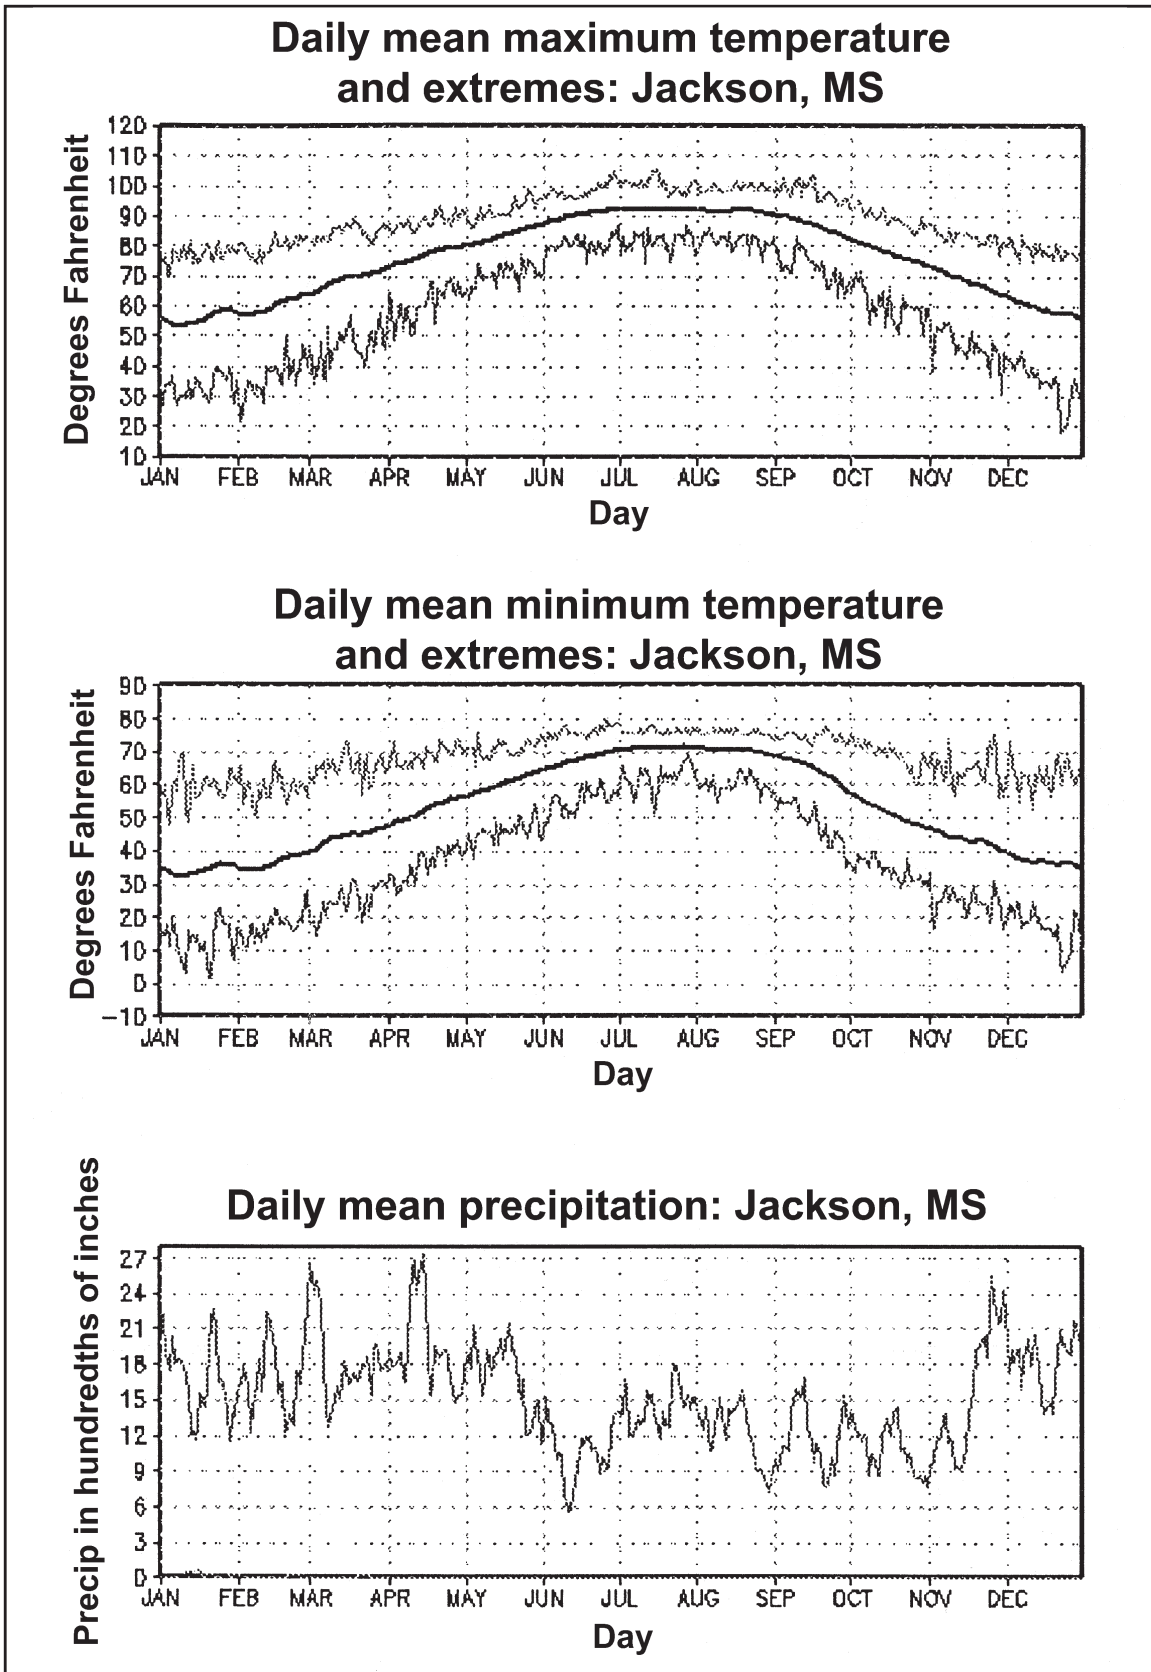 Daily mean maximum temperature
and extremes: Jackson, MS
Degrees Fahrenheit
120
110
100
90
80
70
60
50
40
30
20
10
JAN FEB MAR APR MAY JUN JUL AUG SEP OCT NOV DEC
Day
Daily mean minimum temperature
and extremes: Jackson, MS
Degrees Fahrenheit
90
80
70
60
50
40
30
20
10
0
-10
JAN FEB MAR APR MAY JUN JUL AUG SEP OCT NOV DEC
Day
Daily mean precipitation: Jackson, MS
Precip in hundredths of inches
27
24
21
18
15
12
9
6
3
0
JAN FEB MAR APR MAY JUN JUL AUG SEP OCT NOV DEC
Day